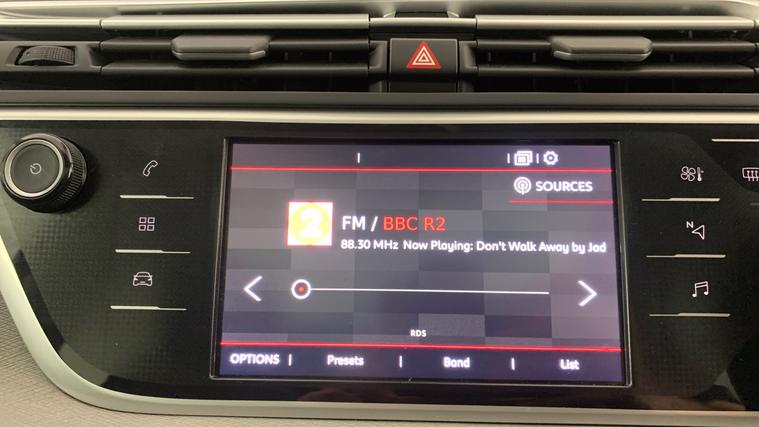 SOURCES
2
FM / BBC R2
88.30 MHz Now Playing: Don't Walk Away by Jad
RDS
OPTIONS | Presets | Band | List
N